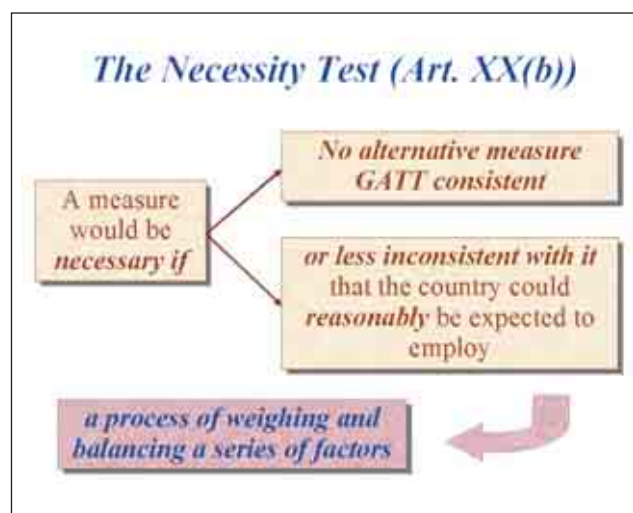 The Necessity Test (Art. XX(b))
No alternative measure
GATT consistent
A measure
would be
necessary if
or less inconsistent with it
that the country could
reasonably be expected to
employ
a process of weighing and
balancing a series of factors